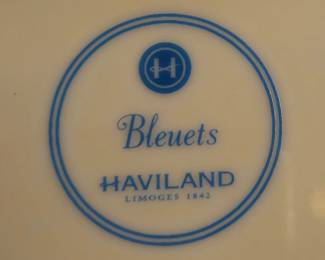 H
Bleuets
HAVILAND
LIMOGES 1842